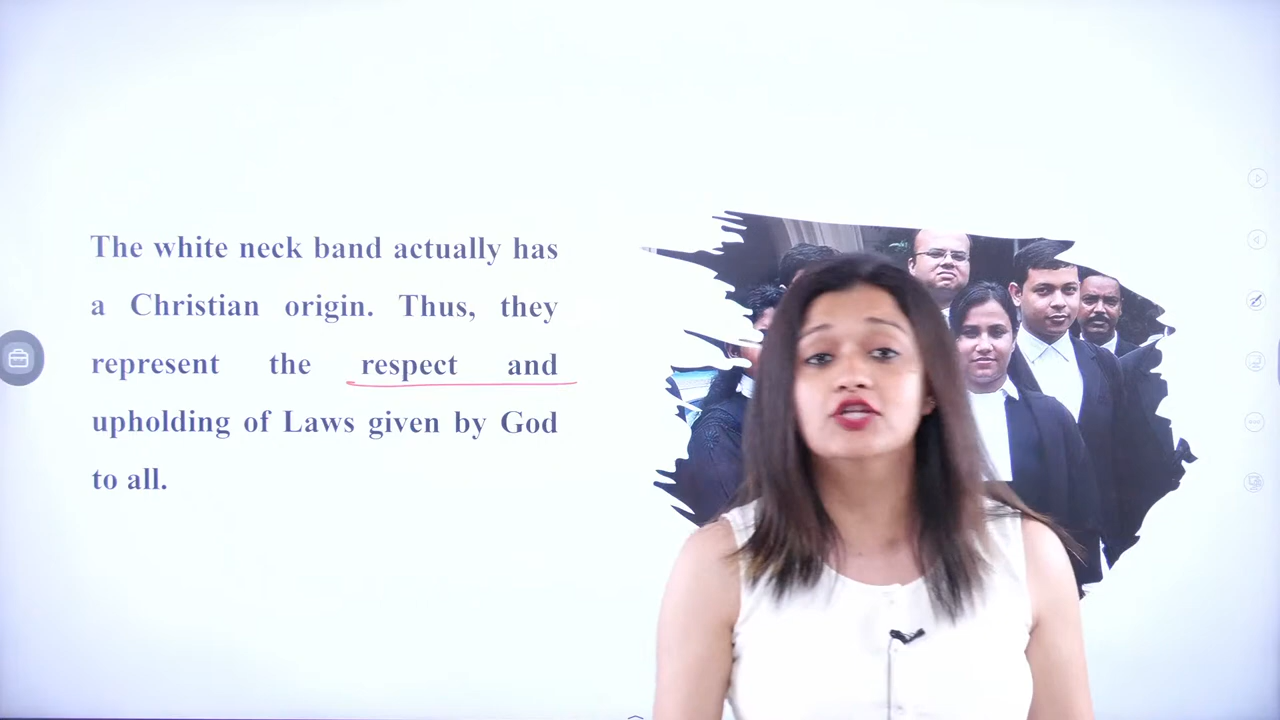 The white neck band actually has
a Christian origin. Thus, they
represent the respect and
upholding of Laws given by God
to all.